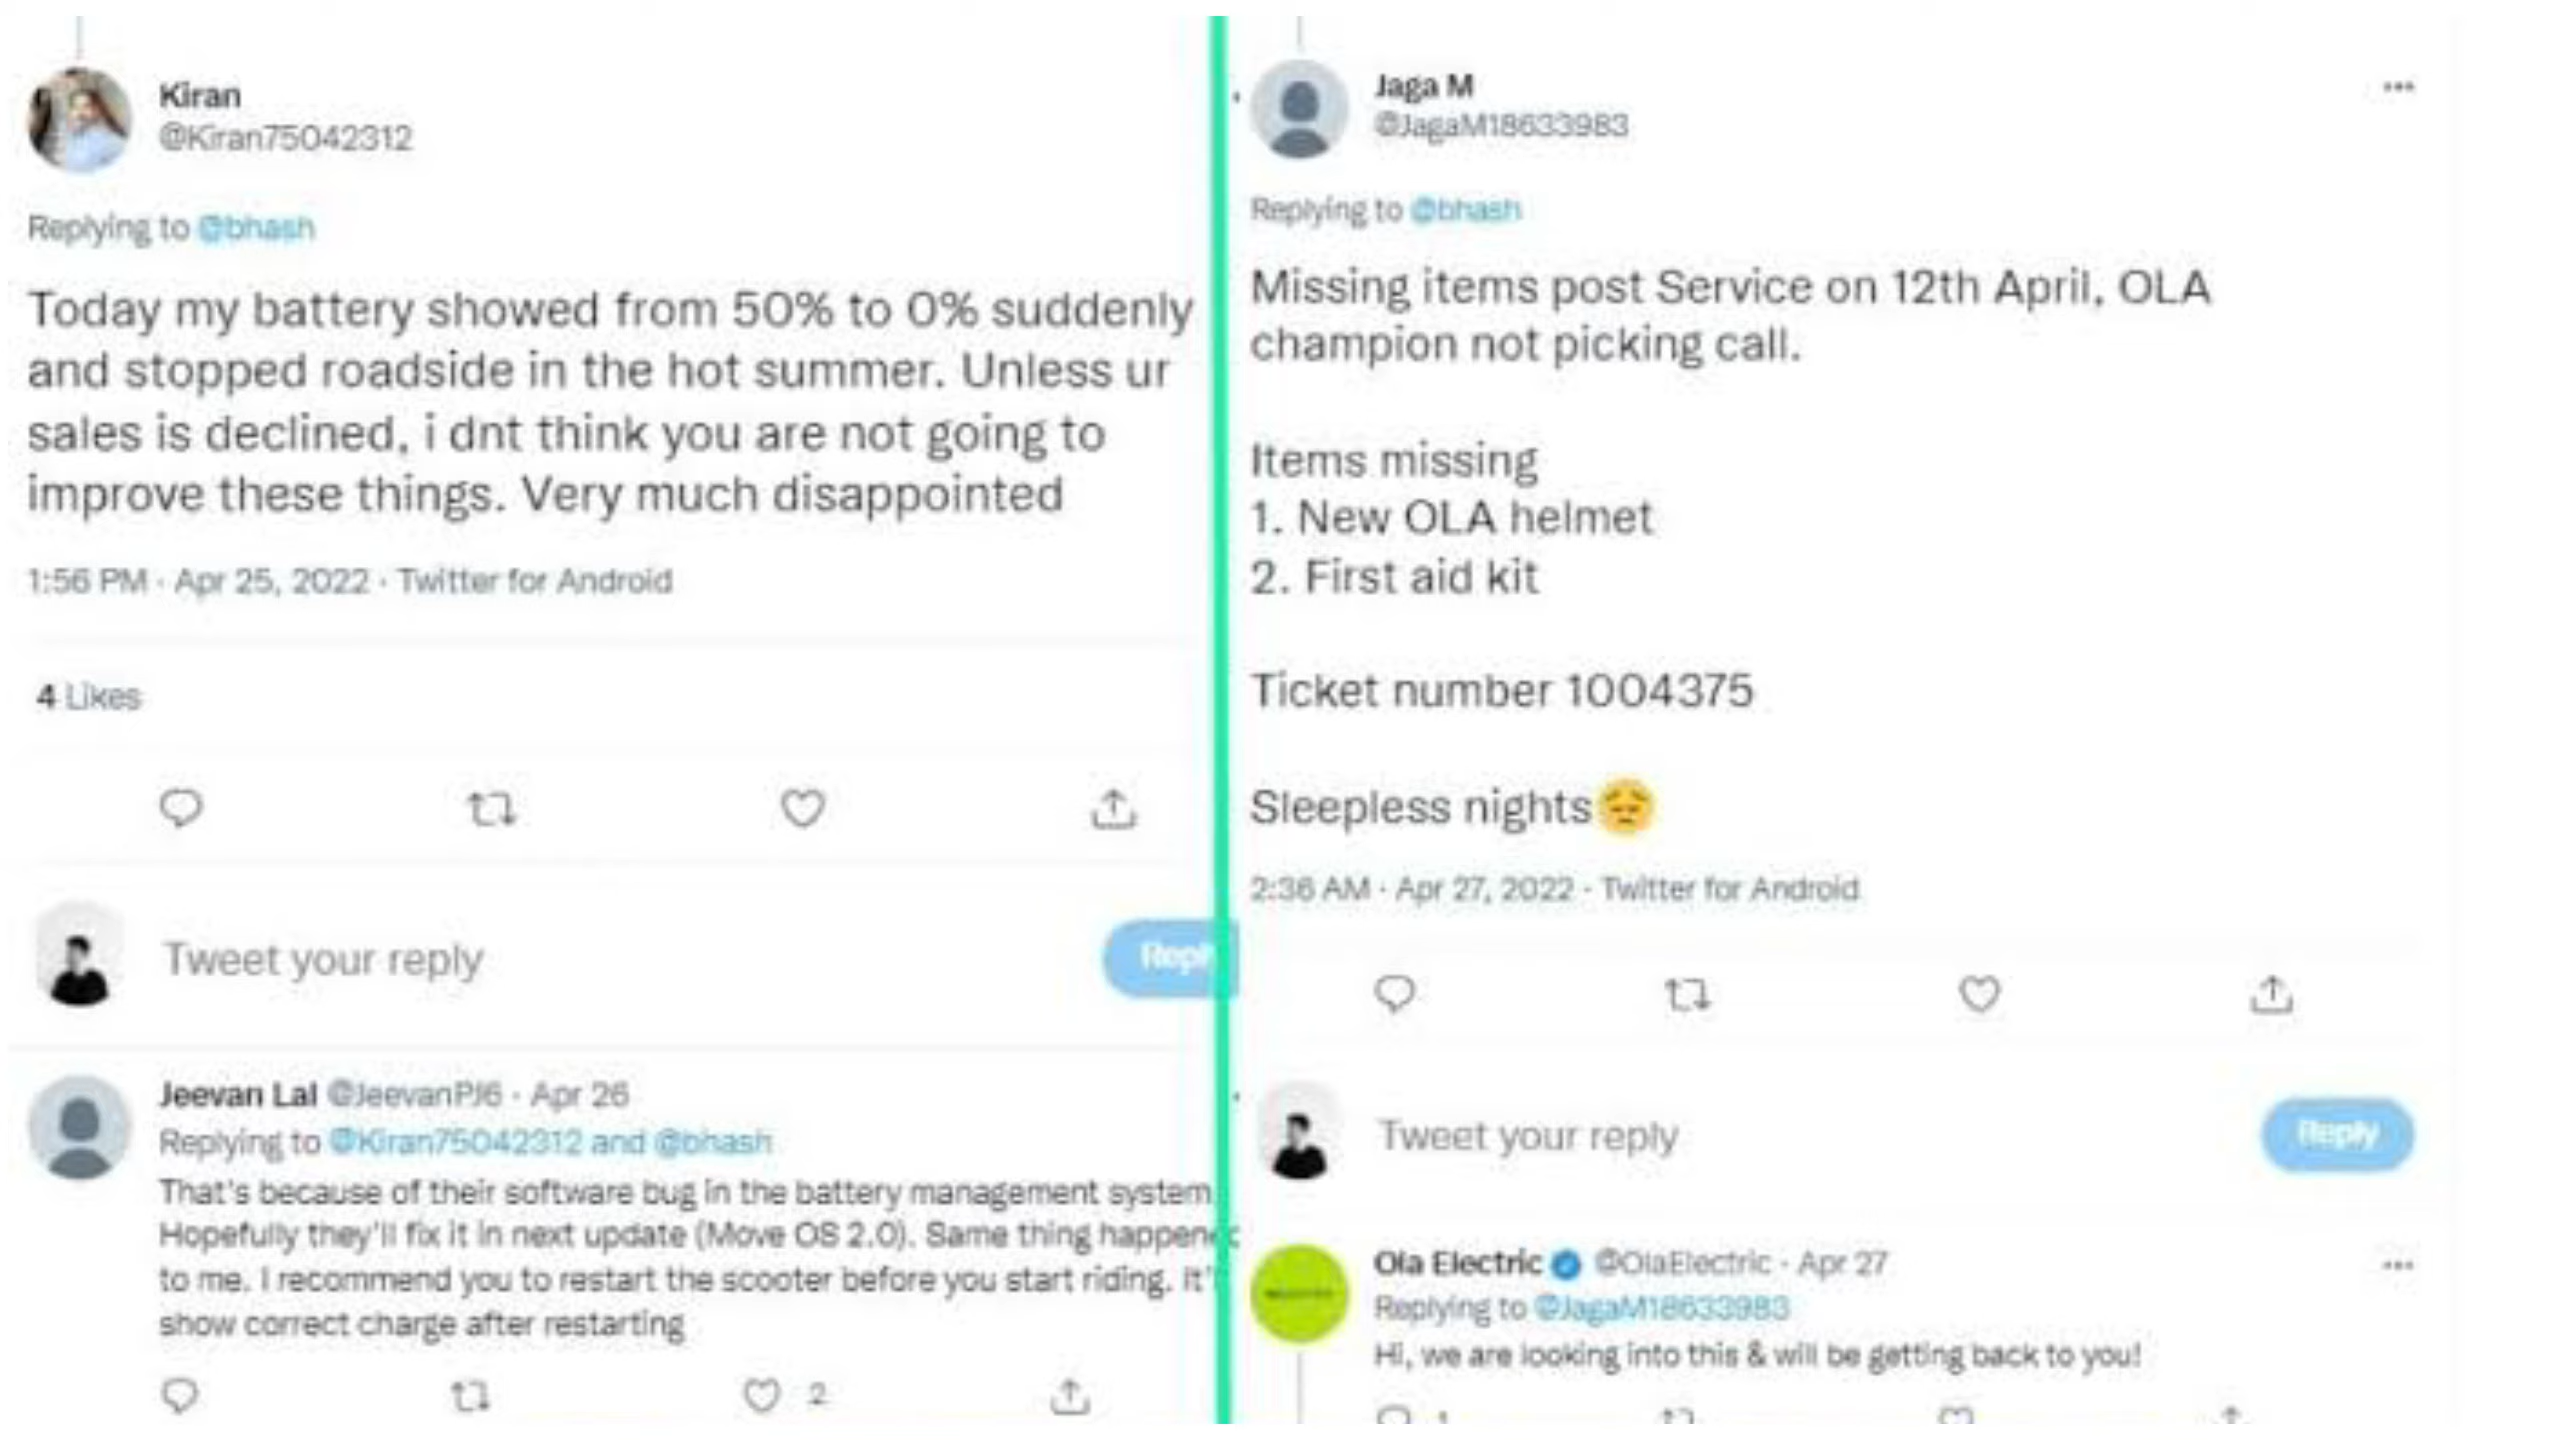 Kiran
@Kiran75042312
Replying to @bhash
Today my battery showed from 50% to 0% suddenly
and stopped roadside in the hot summer. Unless ur
sales is declined, i dnt think you are not going to
improve these things. Very much disappointed
1:56 PM · Apr 25, 2022 · Twitter for Android
4 Likes
Tweet your reply
Jeevan Lal @JeevanPJ6 · Apr 26
Replying to @Kiran75042312 and @bhash
That's because of their software bug in the battery management system
Hopefully they'll fix it in next update (Move OS 2.0). Same thing
to me. I recommend you to restart the scooter before you start riding.
show correct charge after restarting
2
Jaga M
@JagaM18633983
Replying to @bhash
Missing items post Service on 12th April, OLA
champion not picking call.
Items missing
1. New OLA helmet
2. First aid kit
Ticket number 1004375
Sleepless nights😔
2:36 AM · Apr 27, 2022 · Twitter for Android
Tweet your reply
Reply
Ola Electric @OlaElectric · Apr 27
Replying to @JagaM18633983
Hi, we are looking into this & will be getting back to you!